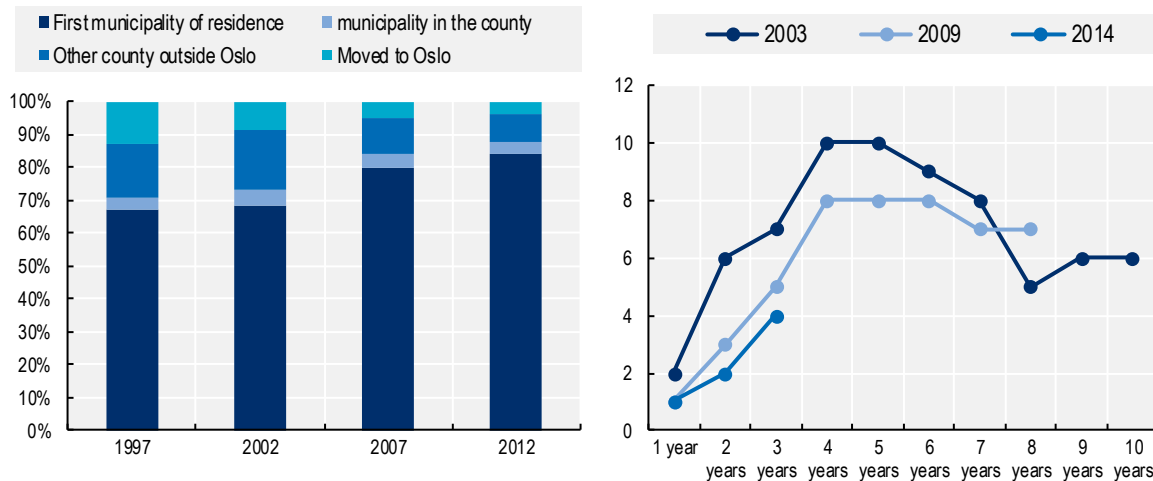 First municipality of residence
municipality in the county
Other county outside Oslo
Moved to Oslo
100%
90%
80%
70%
60%
50%
40%
30%
20%
10%
0%
1997 2002 2007 2012
2003 2009 2014
12
10
8
6
4
2
0
1 year 2 years 3 years 4 years 5 years 6 years 7 years 8 years 9 years 10 years